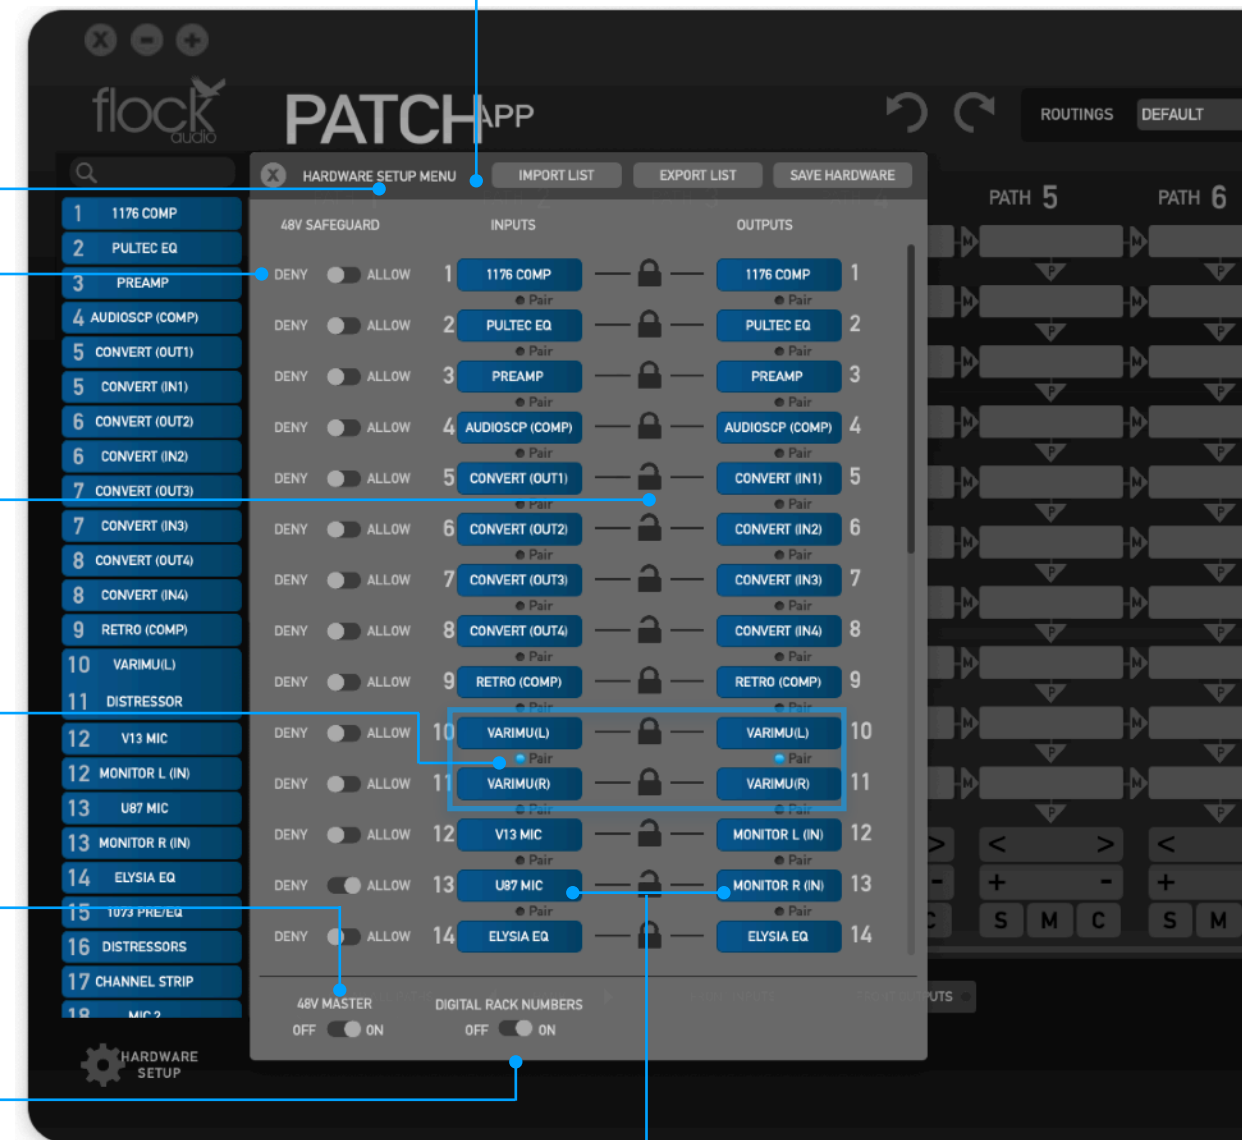 flock
audio
PATCH APP
ROUTINGS DEFAULT
X HARDWARE SETUP MENU IMPORT LIST EXPORT LIST SAVE HARDWARE
PATH 5 PATH 6
48V SAFEGUARD INPUTS OUTPUTS
1 1176 COMP
2 PULTEC EQ
3 PREAMP
4 AUDIOSCP (COMP)
5 CONVERT (OUT1)
5 CONVERT (IN1)
6 CONVERT (OUT2)
6 CONVERT (IN2)
7 CONVERT (OUT3)
7 CONVERT (IN3)
8 CONVERT (OUT4)
8 CONVERT (IN4)
9 RETRO (COMP)
10 VARIMU(L)
11 DISTRESSOR
12 V13 MIC
12 MONITOR L (IN)
13 U87 MIC
13 MONITOR R (IN)
14 ELYSIA EQ
15 1073 PRE/EQ
16 DISTRESSORS
17 CHANNEL STRIP
18 MIC 2
HARDWARE
SETUP
DENY ALLOW 1 1176 COMP 1176 COMP 1
Pair Pair
DENY ALLOW 2 PULTEC EQ PULTEC EQ 2
Pair Pair
DENY ALLOW 3 PREAMP PREAMP 3
Pair Pair
DENY ALLOW 4 AUDIOSCP (COMP) AUDIOSCP (COMP) 4
Pair Pair
DENY ALLOW 5 CONVERT (OUT1) CONVERT (IN1) 5
Pair Pair
DENY ALLOW 6 CONVERT (OUT2) CONVERT (IN2) 6
Pair Pair
DENY ALLOW 7 CONVERT (OUT3) CONVERT (IN3) 7
Pair Pair
DENY ALLOW 8 CONVERT (OUT4) CONVERT (IN4) 8
Pair Pair
DENY ALLOW 9 RETRO (COMP) RETRO (COMP) 9
Pair Pair
DENY ALLOW 10 VARIMU(L) VARIMU(L) 10
Pair Pair
DENY ALLOW 11 VARIMU(R) VARIMU(R) 11
Pair Pair
DENY ALLOW 12 V13 MIC MONITOR L (IN) 12
Pair Pair
DENY ALLOW 13 U87 MIC MONITOR R (IN) 13
Pair Pair
DENY ALLOW 14 ELYSIA EQ ELYSIA EQ 14
48V MASTER DIGITAL RACK NUMBERS
OFF ON OFF ON
< > <
+ - +
S M C S M